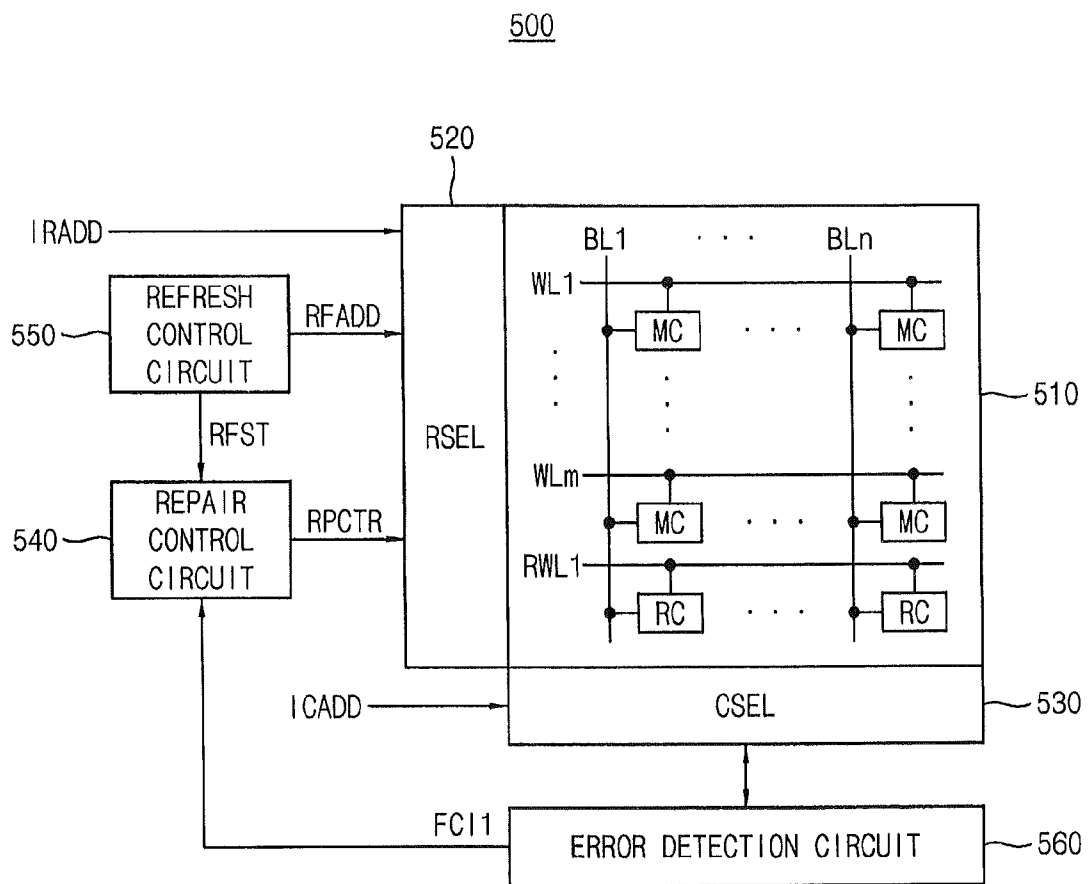 500
520
IRADD
BL1 · · · BLn
WL1
REFRESH
CONTROL
CIRCUIT
550
RFADD
MC · · · MC
510
RFST
RSEL
WLm
REPAIR
CONTROL
CIRCUIT
540
RPCTR
MC · · · MC
RWL1
RC · · · RC
ICADD
CSEL
530
FCI1
ERROR DETECTION CIRCUIT
560